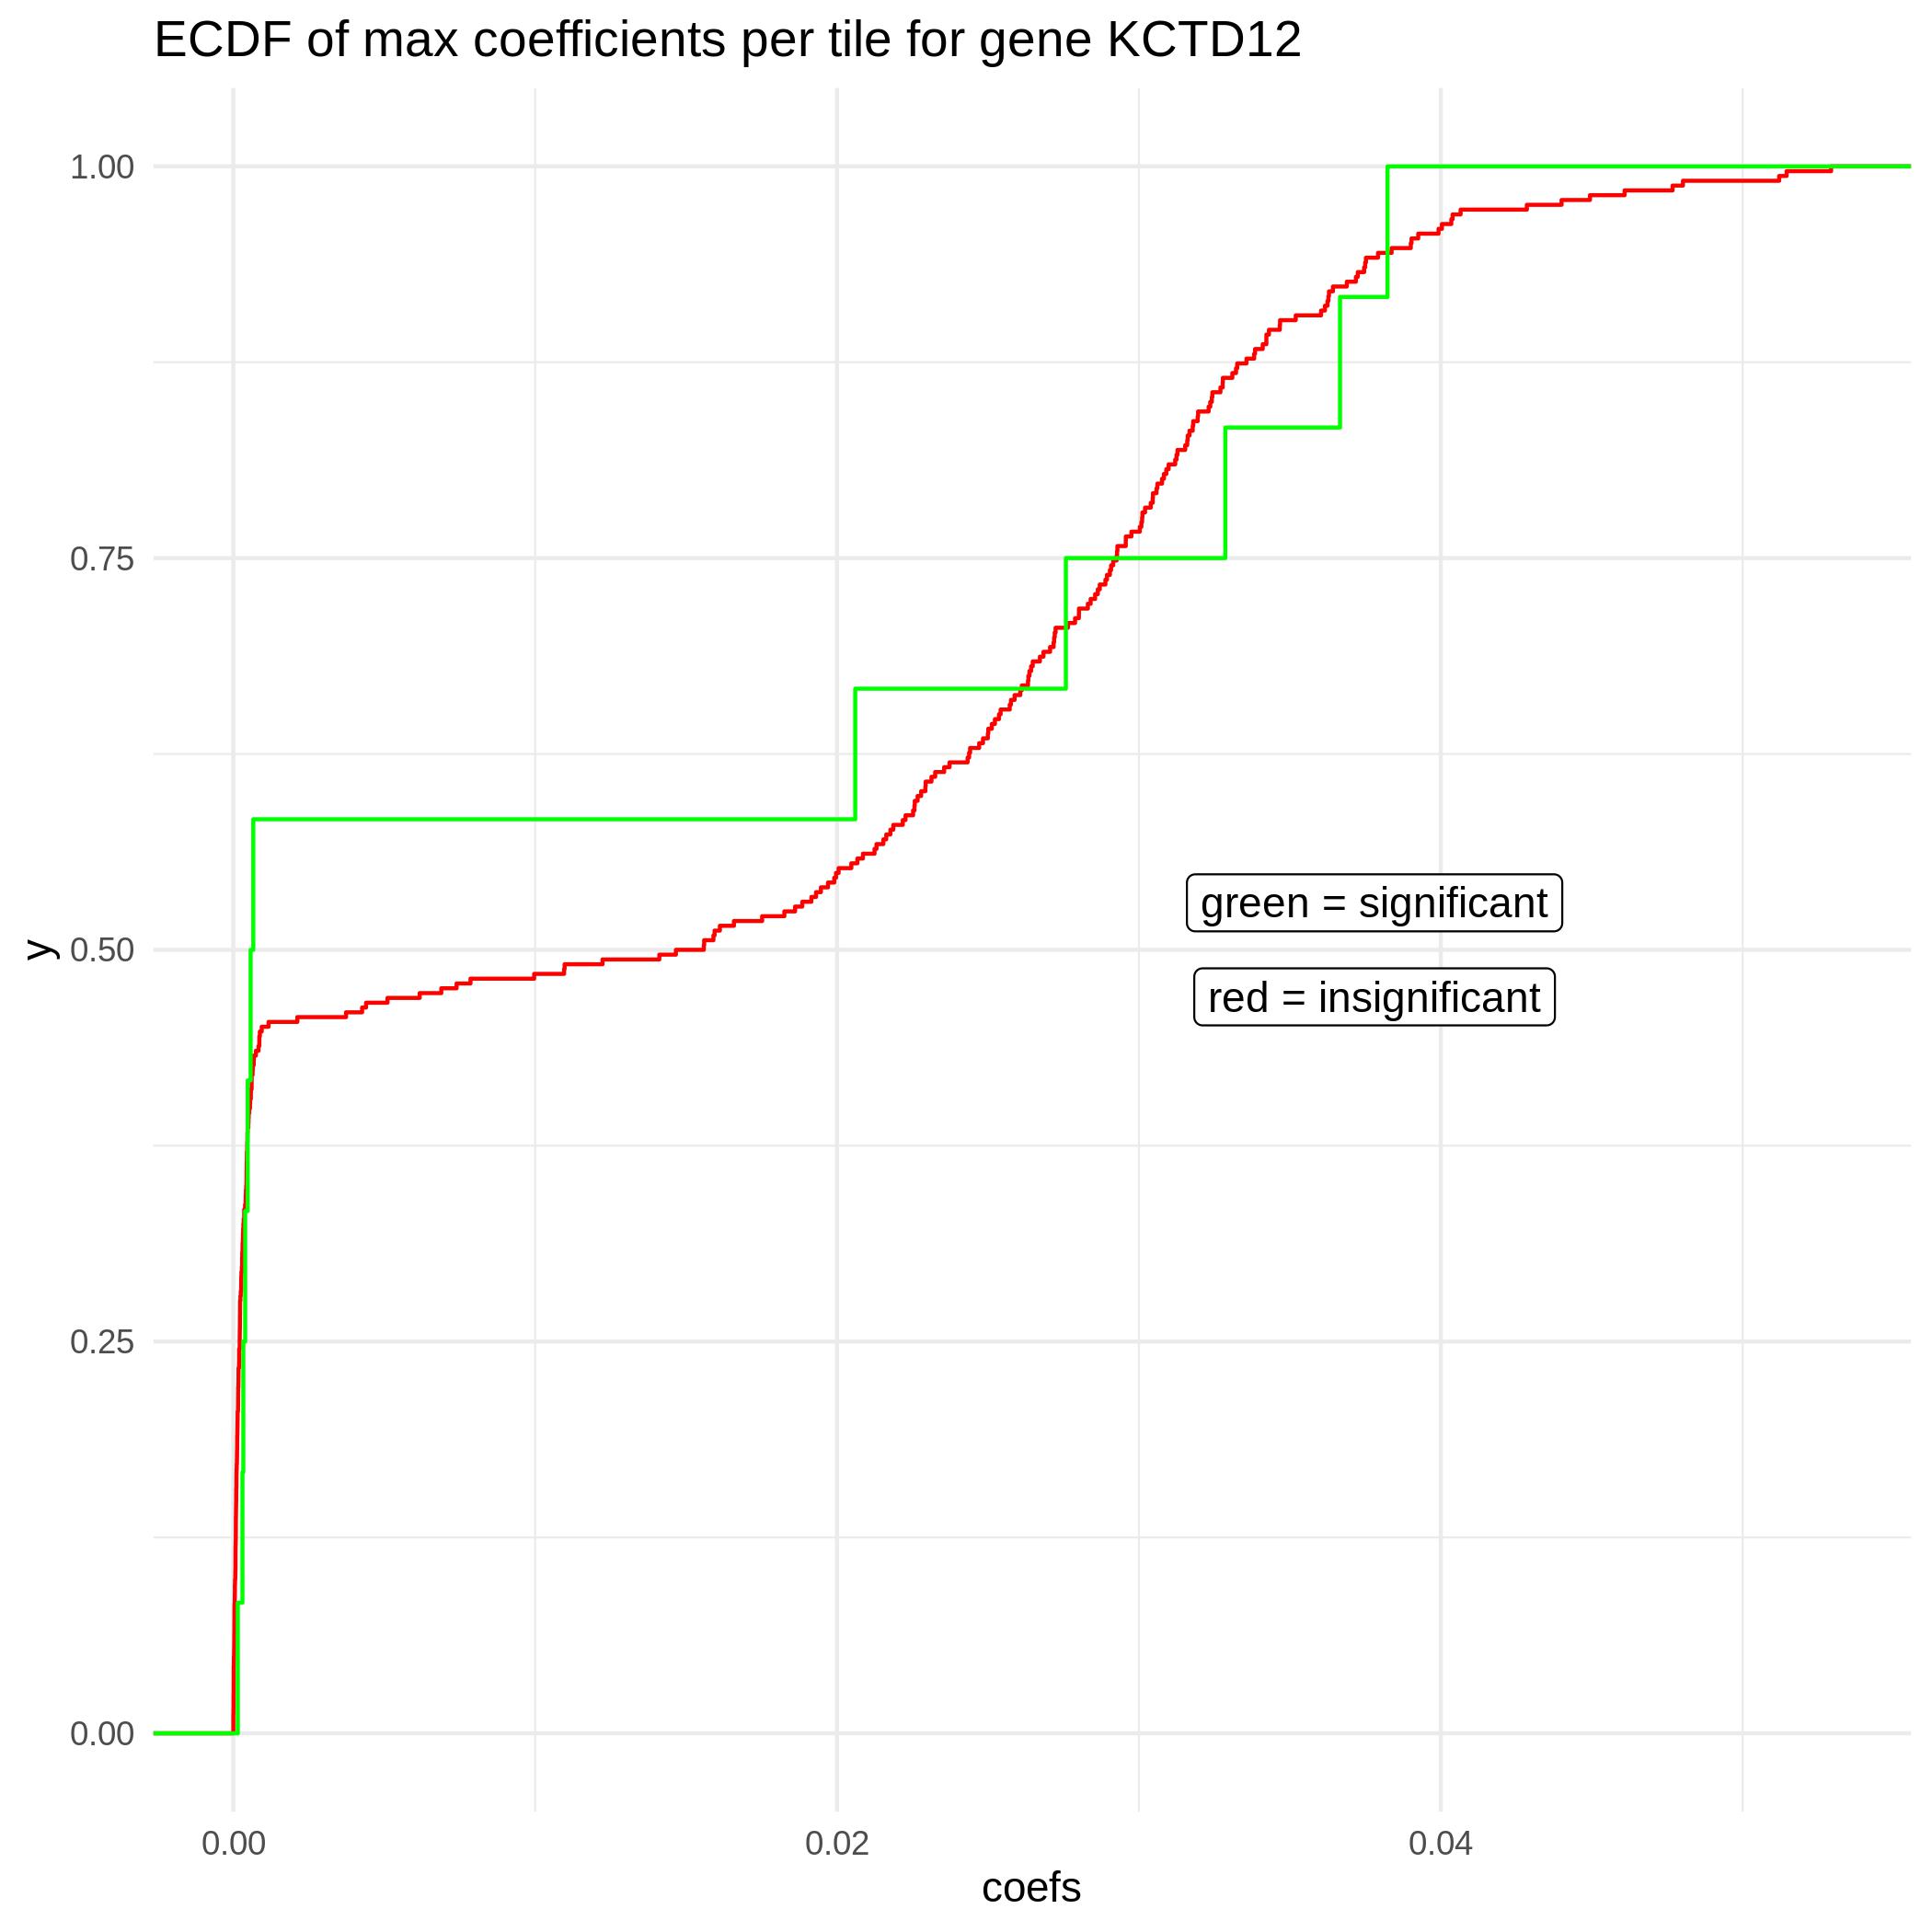 ECDF of max coefficients per tile for gene KCTD12
1.00
0.75
0.50
0.25
0.00
y
green = significant
red = insignificant
0.00
0.02
0.04
coefs